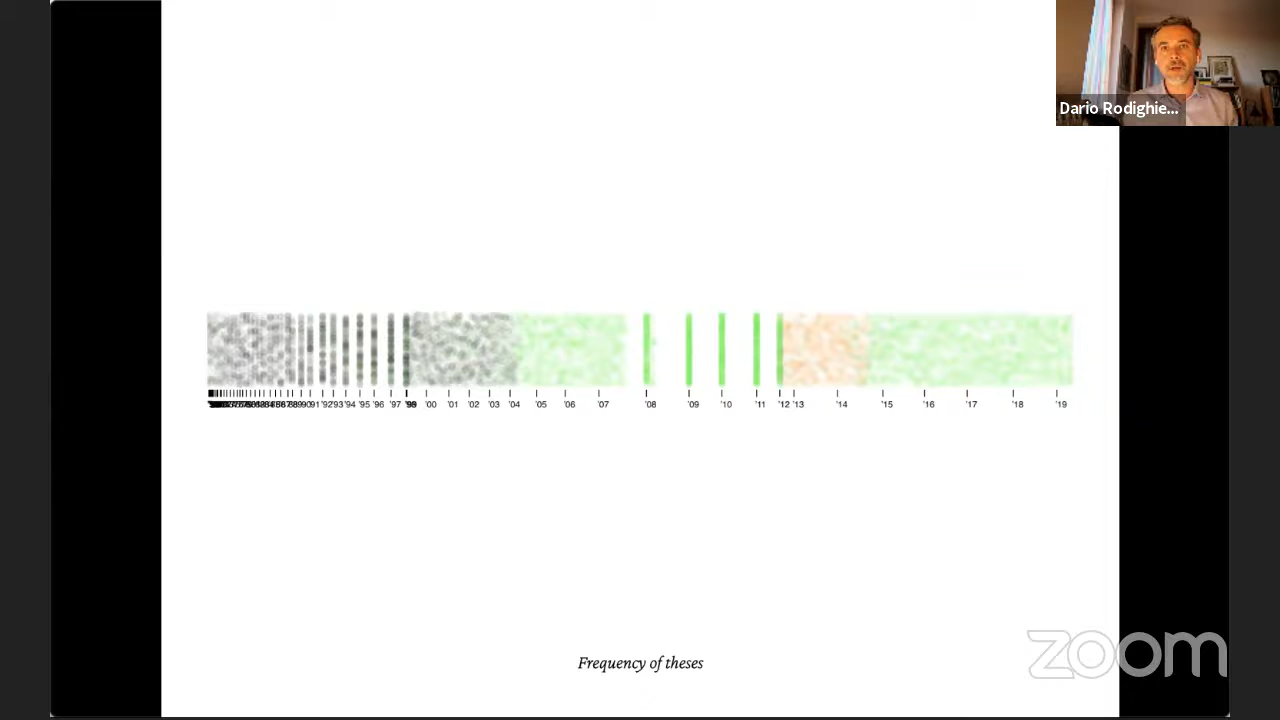 Dario Rodighie...
'91 '92 '93 '94 '95 '96 '97 '99 '00 '01 '02 '03 '04 '05 '06 '07 '08 '09 '10 '11 '12 '13 '14 '15 '16 '17 '18 '19
Frequency of theses
zoom